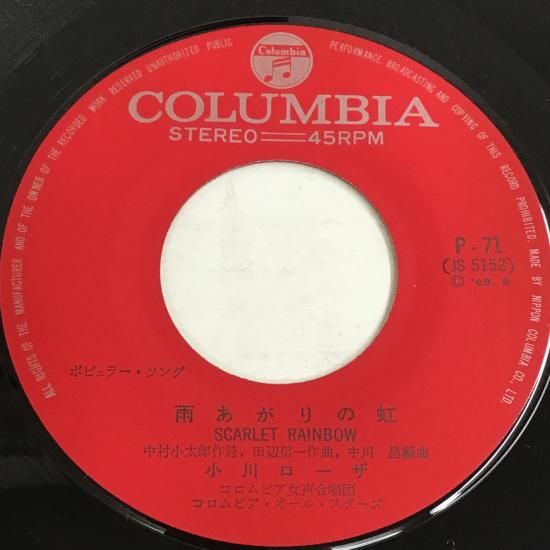 Columbia
COLUMBIA
STEREO 45RPM
ALL RIGHTS OF THE MANUFACTURER AND OF THE OWNER OF THE RECORDED WORK RESERVED UNAUTHORIZED PUBLIC PERFORMANCE, BROADCASTING AND COPYING OF THIS RECORD PROHIBITED. MADE BY NIPPON COLUMBIA CO., LTD.
P-71
(JS 5152)
Ⓟ '69. 8
ポピュラー・ソング
雨あがりの虹
SCARLET RAINBOW
中村小太郎作詩, 田辺信一作曲, 中川 昌編曲
小川ローザ
コロムビア女声合唱団
コロムビア・オール・スターズ